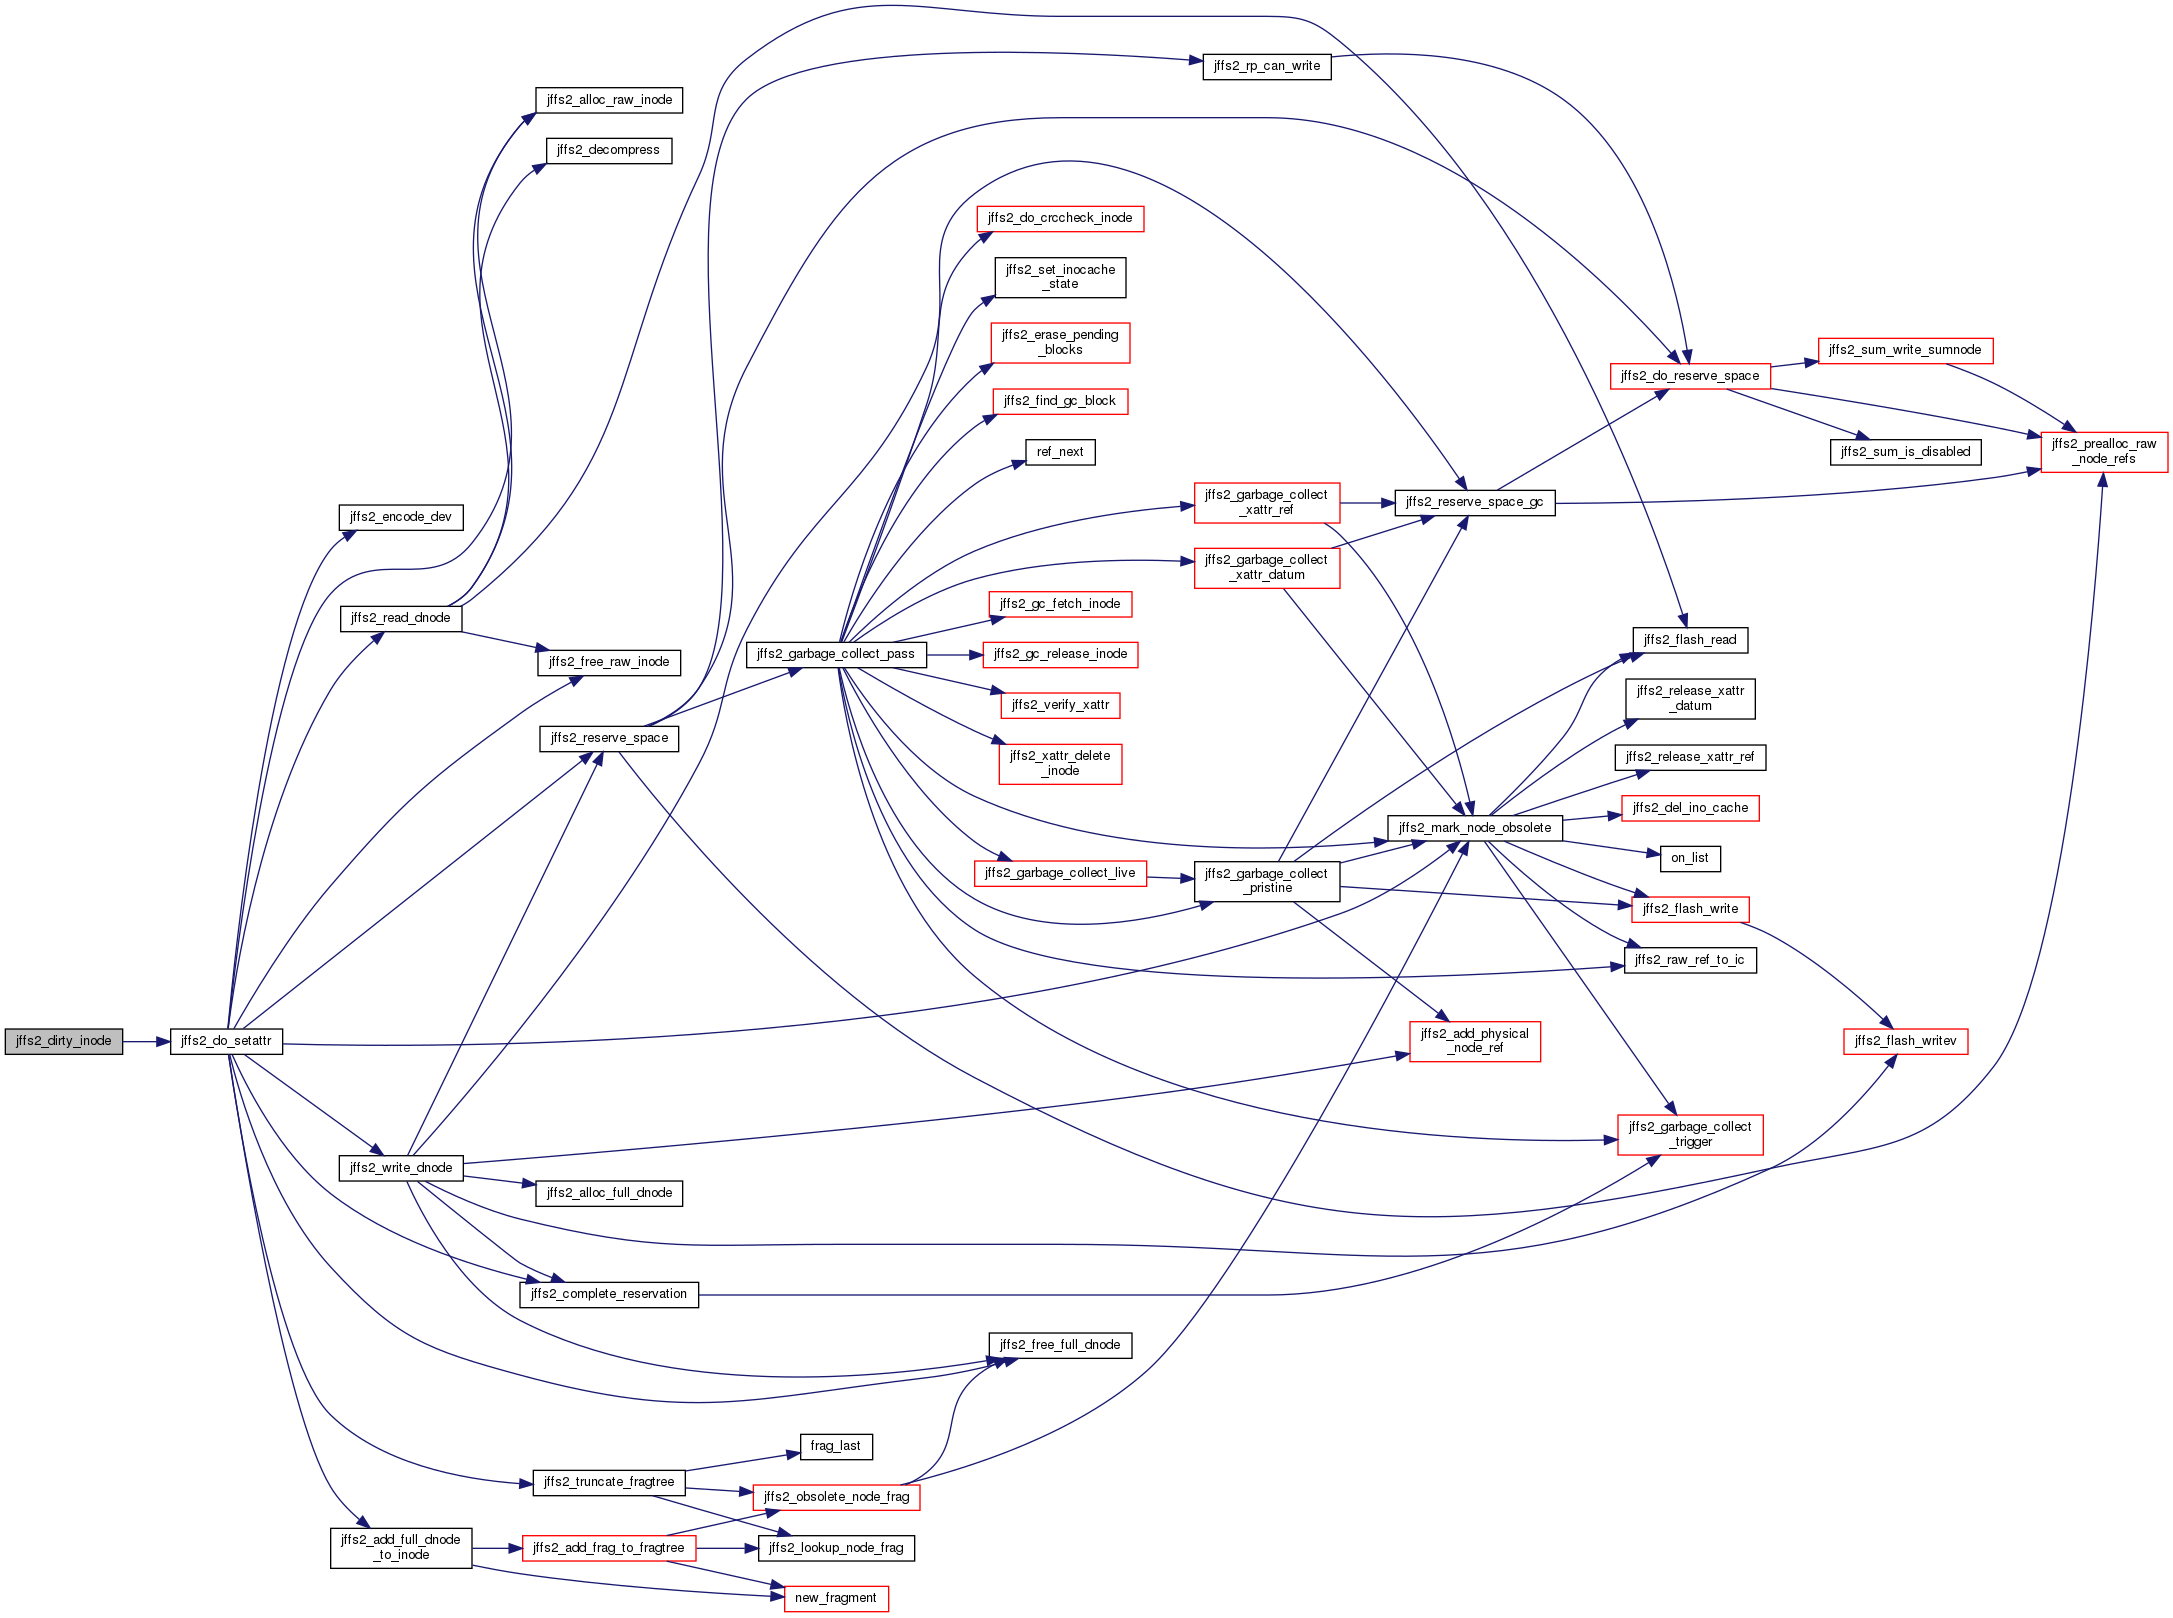 jffs2_dirty_inode
jffs2_do_setattr
jffs2_encode_dev
jffs2_read_dnode
jffs2_write_dnode
jffs2_add_full_dnode
_to_inode
jffs2_alloc_raw_inode
jffs2_decompress
jffs2_free_raw_inode
jffs2_reserve_space
jffs2_alloc_full_dnode
jffs2_complete_reservation
jffs2_truncate_fragtree
jffs2_add_frag_to_fragtree
jffs2_garbage_collect_pass
frag_last
jffs2_obsolete_node_frag
jffs2_lookup_node_frag
new_fragment
jffs2_do_crccheck_inode
jffs2_set_inocache
_state
jffs2_erase_pending
_blocks
jffs2_find_gc_block
ref_next
jffs2_gc_fetch_inode
jffs2_gc_release_inode
jffs2_verify_xattr
jffs2_xattr_delete
_inode
jffs2_garbage_collect_live
jffs2_free_full_dnode
jffs2_rp_can_write
jffs2_garbage_collect
_xattr_ref
jffs2_garbage_collect
_xattr_datum
jffs2_garbage_collect
_pristine
jffs2_reserve_space_gc
jffs2_mark_node_obsolete
jffs2_add_physical
_node_ref
jffs2_do_reserve_space
jffs2_flash_read
jffs2_release_xattr
_datum
jffs2_release_xattr_ref
jffs2_del_ino_cache
on_list
jffs2_flash_write
jffs2_raw_ref_to_ic
jffs2_garbage_collect
_trigger
jffs2_sum_write_sumnode
jffs2_sum_is_disabled
jffs2_flash_writev
jffs2_prealloc_raw
_node_refs